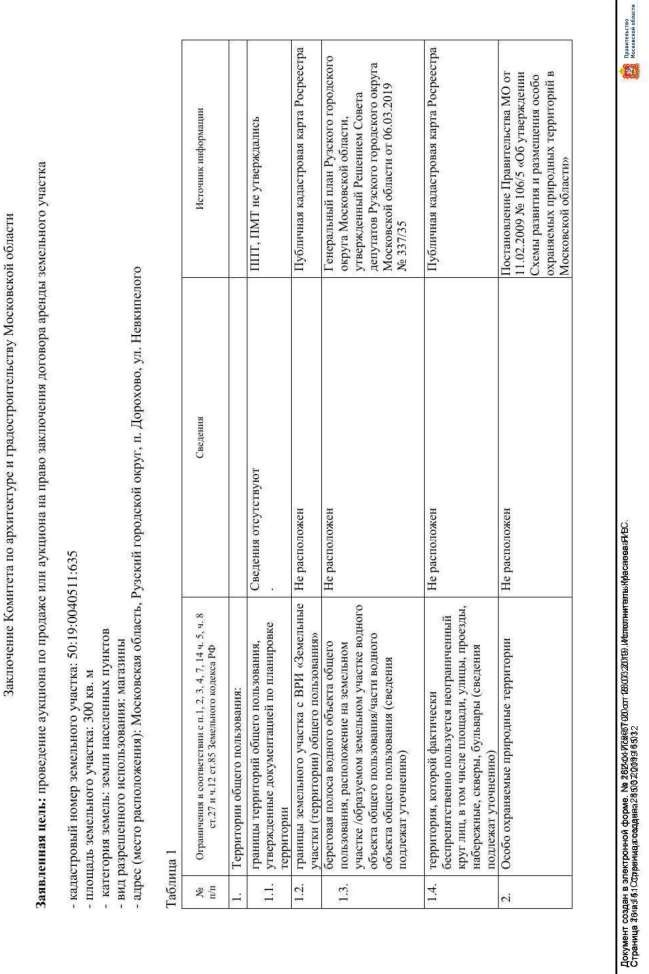 Заключение Комитета по архитектуре и градостроительству Московской области
Заявленная цель: проведение аукциона по продаже или аукциона на право заключения договора аренды земельного участка
- кадастровый номер земельного участка: 50:19:0040511:635
- площадь земельного участка: 300 кв. м
- категория земель: земли населенных пунктов
- вид разрешенного использования: магазины
- адрес (место расположения): Московская область, Рузский городской округ, п. Дорохово, ул. Невкипелого
Таблица 1
№
п/п
Ограничения в соответствии с п.1, 2, 3, 4, 7, 14 ч. 5, ч. 8
ст.27 и ч.12 ст.85 Земельного кодекса РФ
Сведения
Источник информации
1.
Территории общего пользования:
1.1.
границы территорий общего пользования,
утвержденные документацией по планировке
территории
Сведения отсутствуют
.
ППТ, ПМТ не утверждались
1.2.
границы земельного участка с ВРИ «Земельные
участки (территории) общего пользования»
Не расположен
Публичная кадастровая карта Росреестра
1.3.
береговая полоса водного объекта общего
пользования, расположение на земельном
участке /образуемом земельном участке водного
объекта общего пользования/части водного
объекта общего пользования (сведения
подлежат уточнению)
Не расположен
Генеральный план Рузского городского
округа Московской области,
утвержденный Решением Совета
депутатов Рузского городского округа
Московской области от 06.03.2019
№ 337/35
1.4.
территория, которой фактически
беспрепятственно пользуется неограниченный
круг лиц, в том числе площади, улицы, проезды,
набережные, скверы, бульвары (сведения
подлежат уточнению)
Не расположен
Публичная кадастровая карта Росреестра
2.
Особо охраняемые природные территории
Не расположен
Постановление Правительства МО от
11.02.2009 № 106/5 «Об утверждении
Схемы развития и размещения особо
охраняемых природных территорий в
Московской области»
Документ создан в электронной форме. №
Страница
Правительство
Московской области